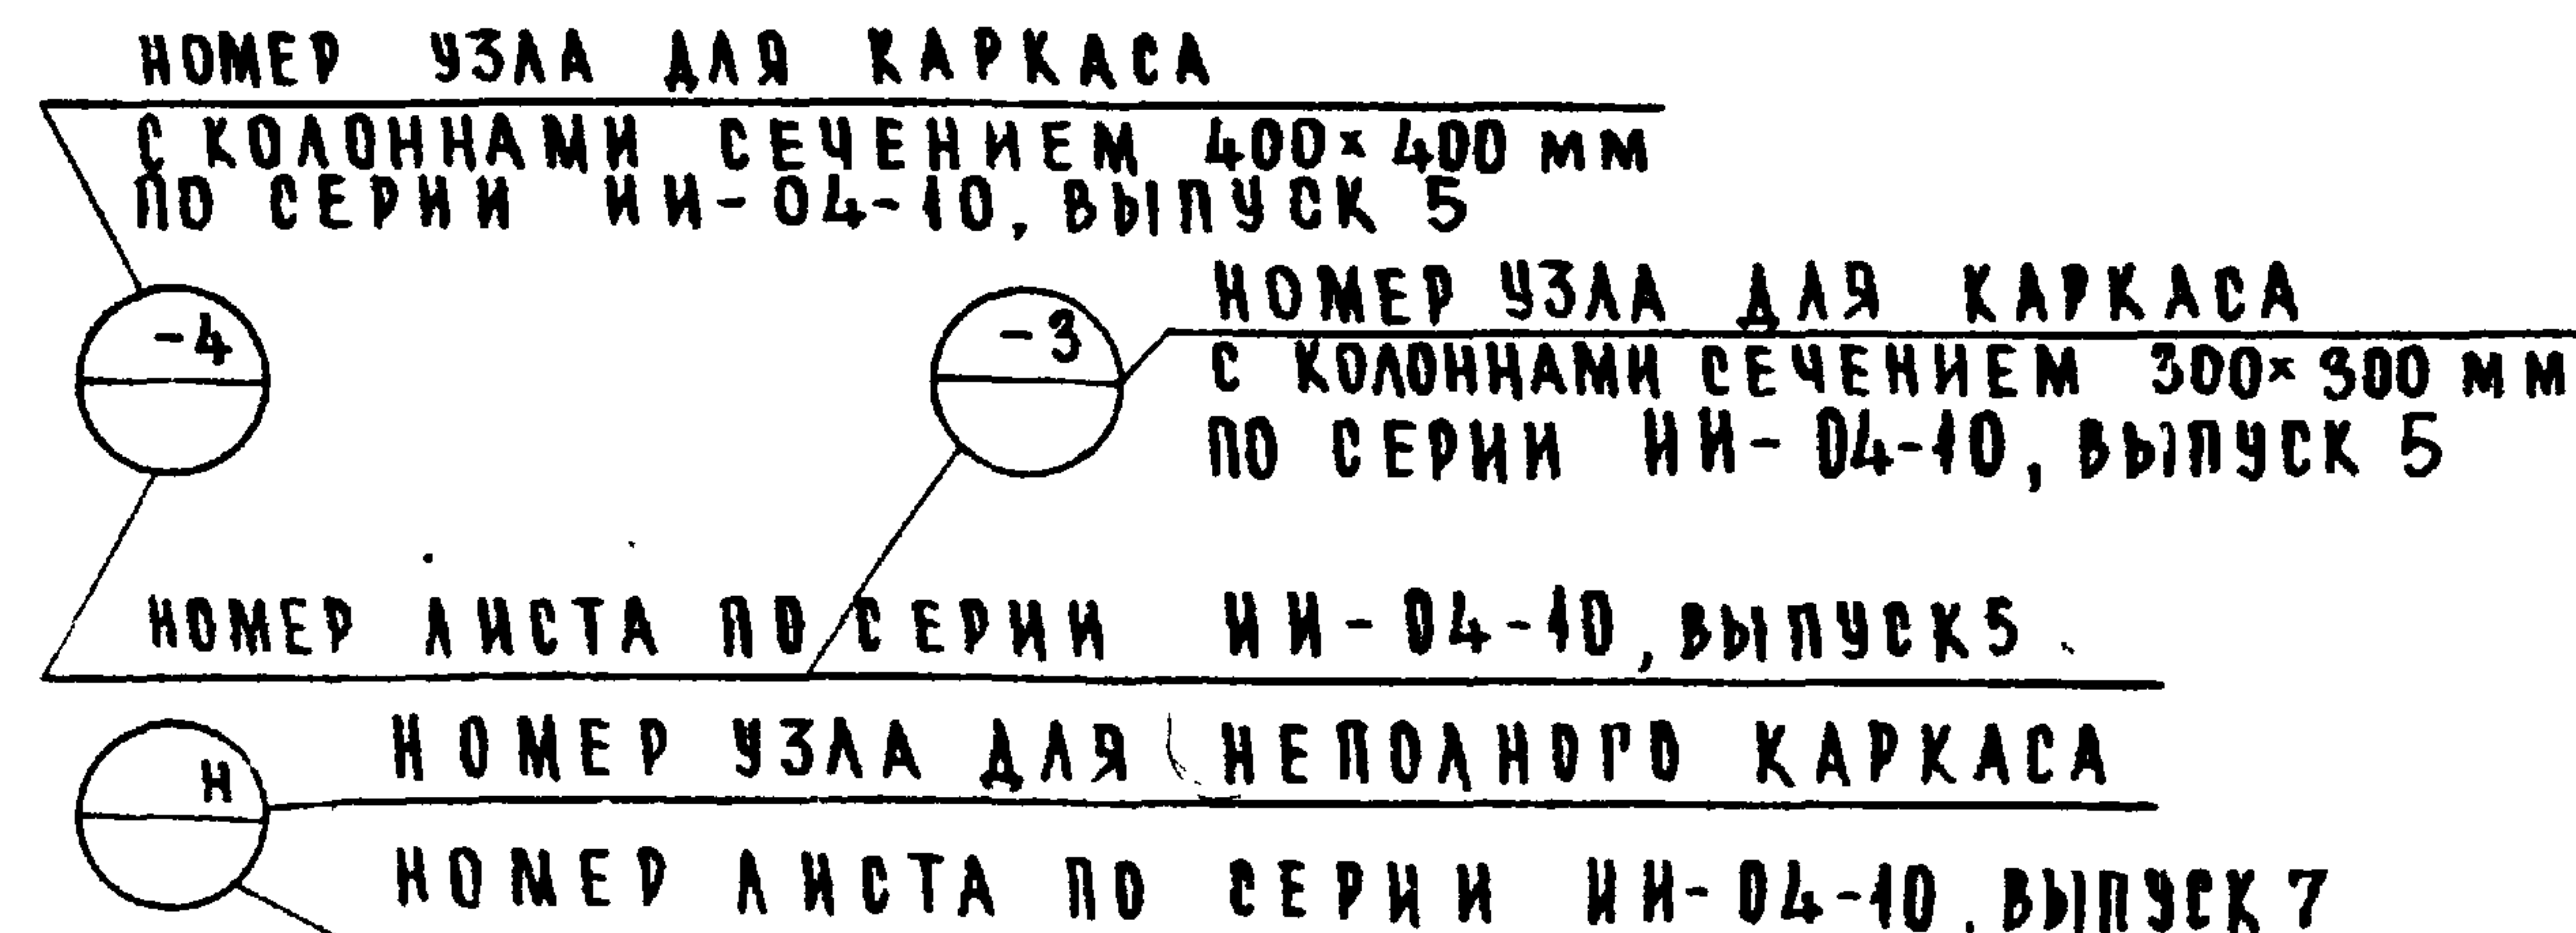 НОМЕР УЗЛА ДЛЯ КАРКАСА
С КОЛОННАМИ СЕЧЕНИЕМ 400×400 мм
ПО СЕРИИ ИИ-04-10, ВЫПУСК 5
-4
-3
НОМЕР УЗЛА ДЛЯ КАРКАСА
С КОЛОННАМИ СЕЧЕНИЕМ 300×300 мм
ПО СЕРИИ ИИ-04-10, ВЫПУСК 5
НОМЕР ЛИСТА ПО СЕРИИ ИИ-04-10, ВЫПУСК 5
Н
НОМЕР УЗЛА ДЛЯ НЕПОЛНОГО КАРКАСА
НОМЕР ЛИСТА ПО СЕРИИ ИИ-04-10, ВЫПУСК 7